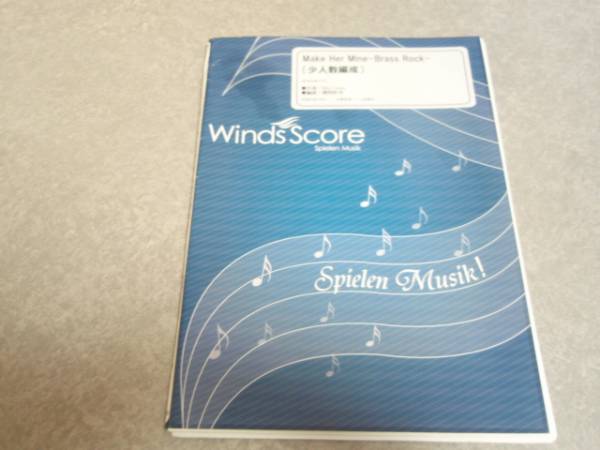 Make Her Mine-Brass Rock-
[少人数編成]
Winds Score
Spielen Musik
Spielen Musik!